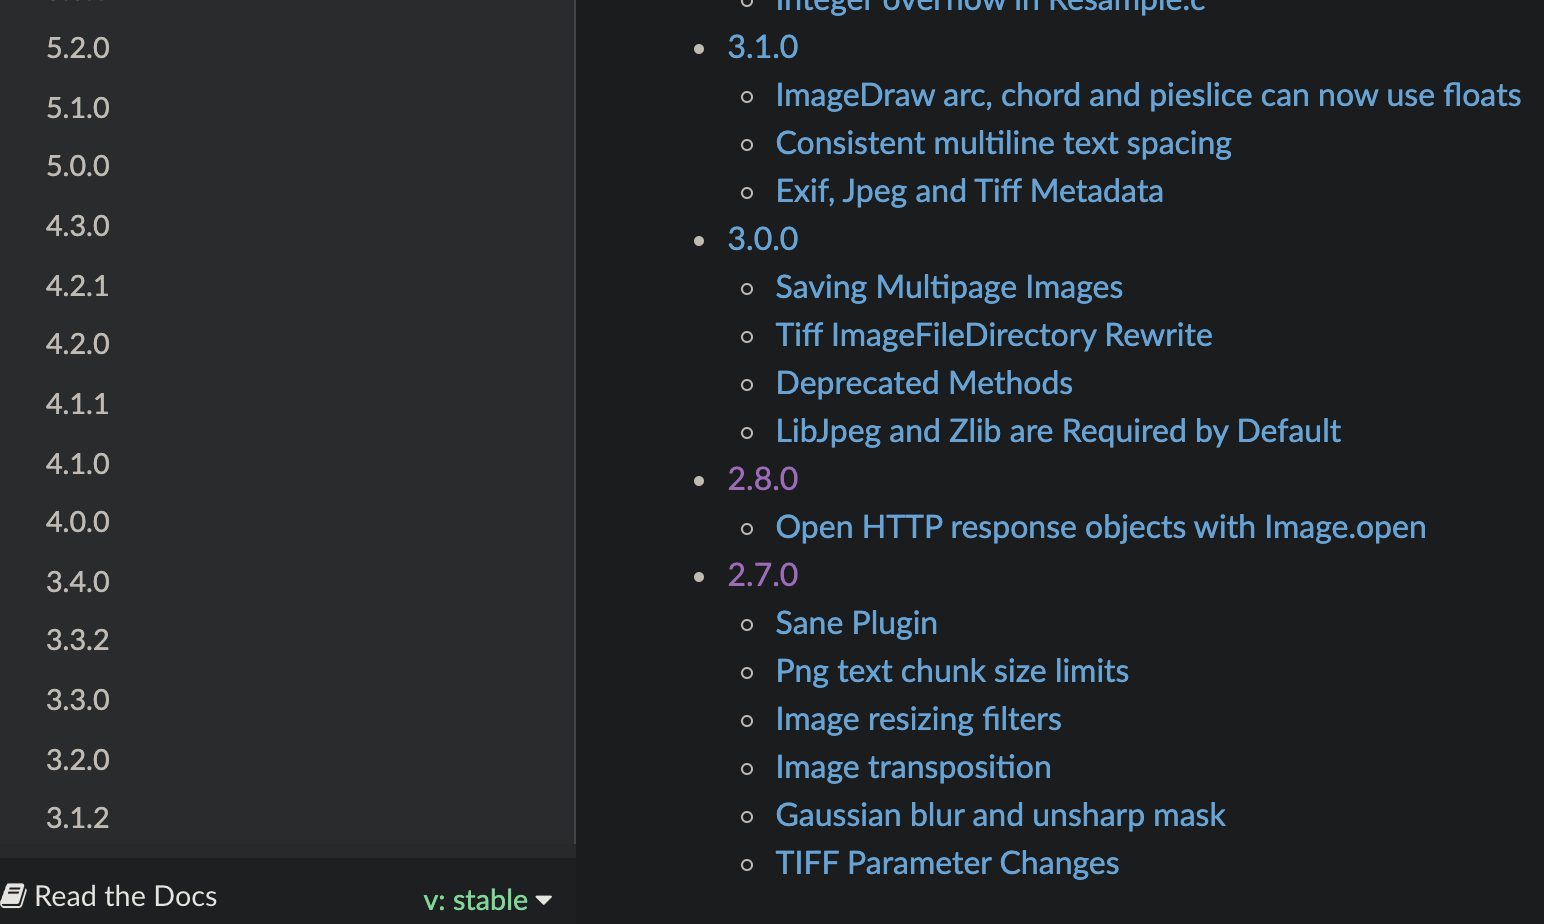 5.2.0
5.1.0
5.0.0
4.3.0
4.2.1
4.2.0
4.1.1
4.1.0
4.0.0
3.4.0
3.3.2
3.3.0
3.2.0
3.1.2
Read the Docs
v: stable
Integer overflow in Resample.c
3.1.0
ImageDraw arc, chord and pieslice can now use floats
Consistent multiline text spacing
Exif, Jpeg and Tiff Metadata
3.0.0
Saving Multipage Images
Tiff ImageFileDirectory Rewrite
Deprecated Methods
LibJpeg and Zlib are Required by Default
2.8.0
Open HTTP response objects with Image.open
2.7.0
Sane Plugin
Png text chunk size limits
Image resizing filters
Image transposition
Gaussian blur and unsharp mask
TIFF Parameter Changes